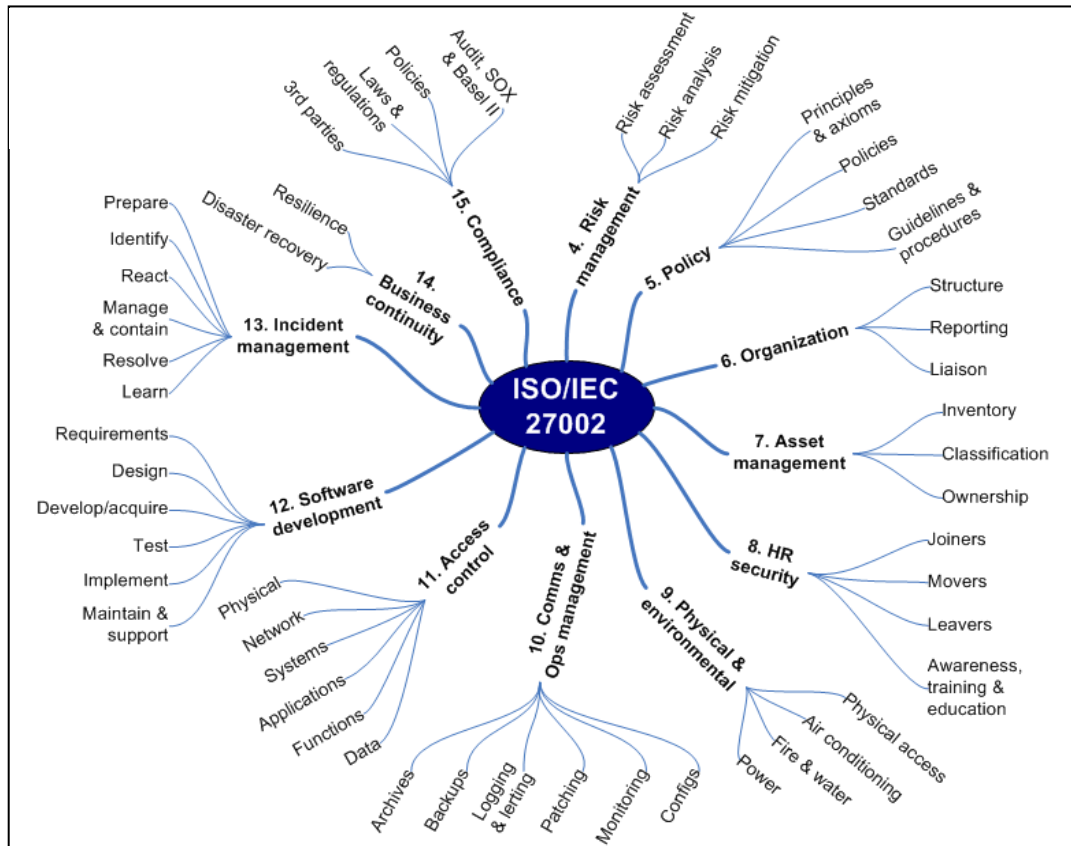 ISO/IEC
27002
4. Risk
management
Risk assessment
Risk analysis
Risk mitigation
5. Policy
Principles
& axioms
Policies
Standards
Guidelines &
procedures
6. Organization
Structure
Reporting
Liaison
7. Asset
management
Inventory
Classification
Ownership
8. HR
security
Joiners
Movers
Leavers
Awareness,
training &
education
9. Physical &
environmental
Physical access
Air conditioning
Fire & water
Power
10. Comms &
Ops management
Configs
Monitoring
Patching
Logging
& lerting
Backups
Archives
11. Access
control
Physical
Network
Systems
Applications
Functions
Data
12. Software
development
Requirements
Design
Develop/acquire
Test
Implement
Maintain &
support
13. Incident
management
Prepare
Identify
React
Manage
& contain
Resolve
Learn
14.
Business
continuity
Resilience
Disaster recovery
15. Compliance
3rd parties
Laws &
regulations
Policies
Audit, SOX
& Basel II